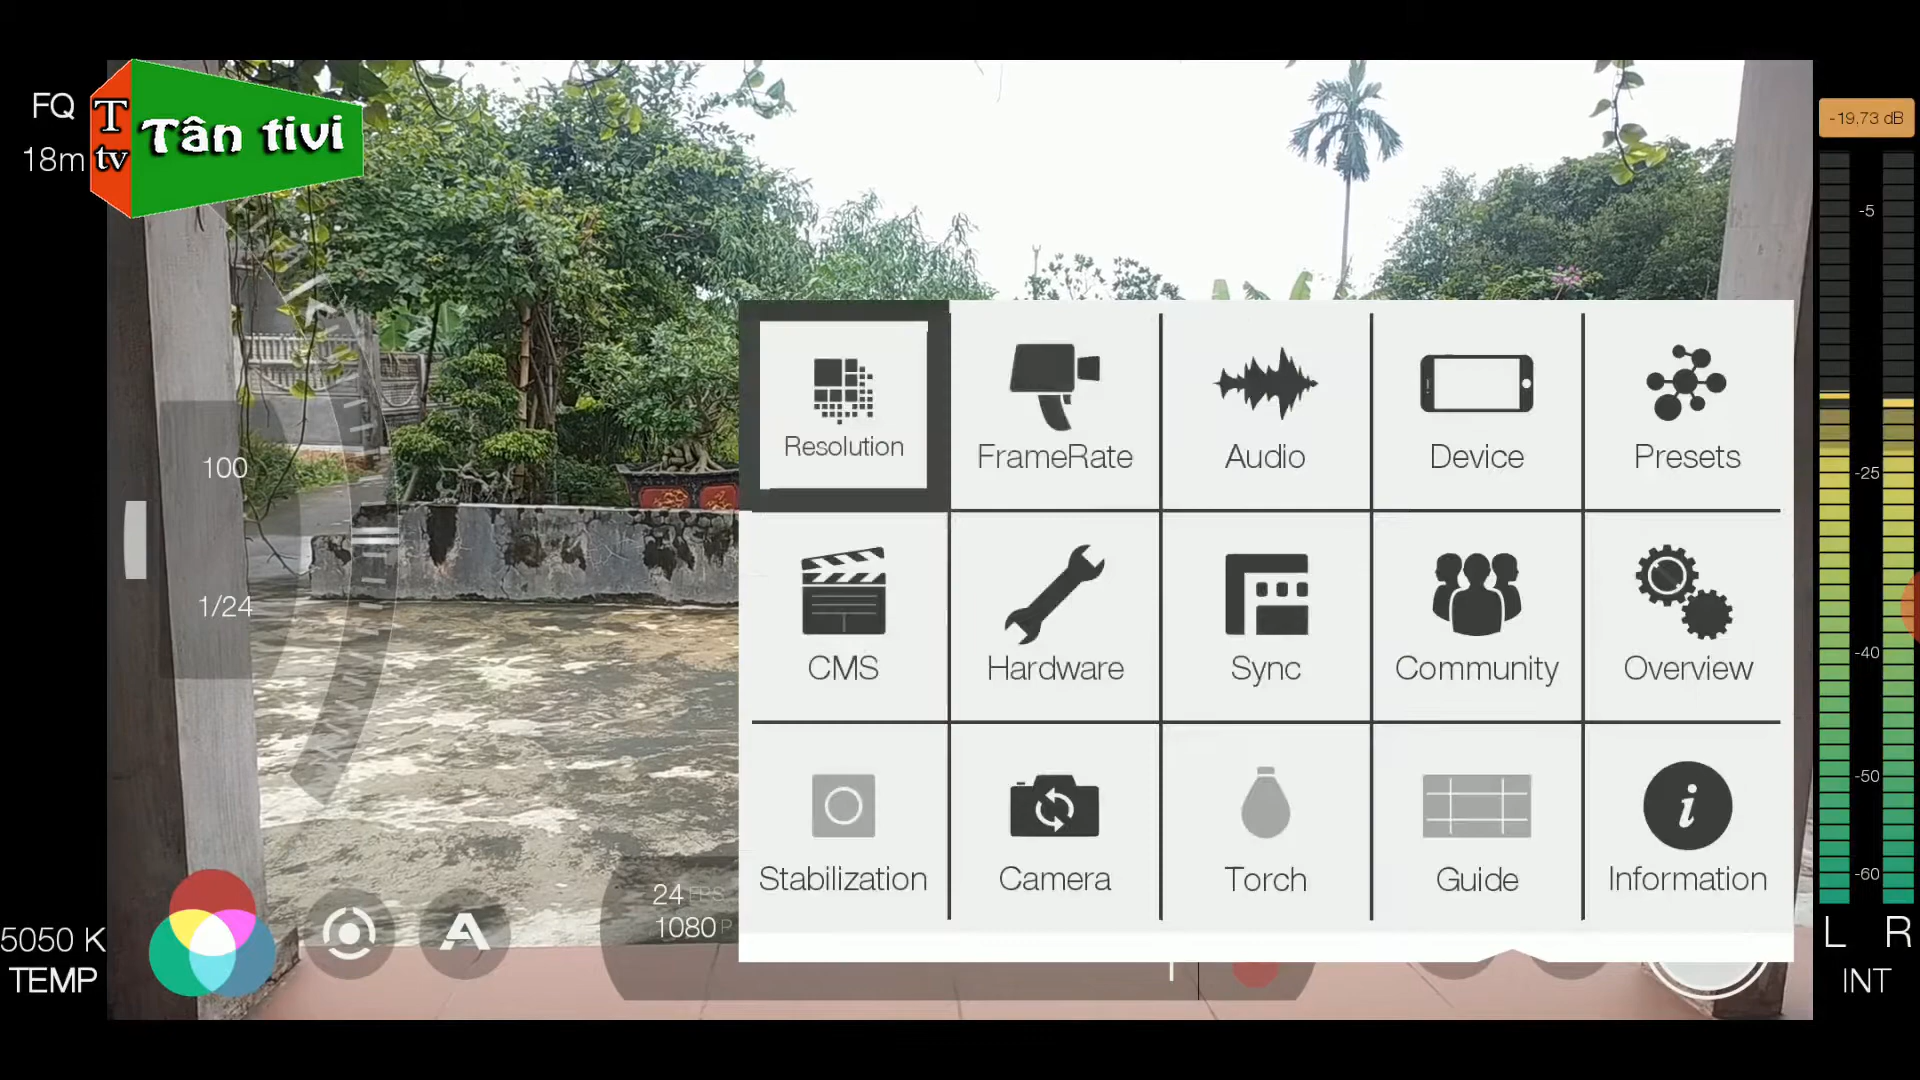 FQ
18m
T
tv
Tân tivi
-19.73 dB
-5
-25
-40
-50
-60
L R
INT
100
1/24
Resolution
FrameRate
Audio
Device
Presets
CMS
Hardware
Sync
Community
Overview
Stabilization
Camera
Torch
Guide
Information
24 FPS
1080 P
A
5050 K
TEMP